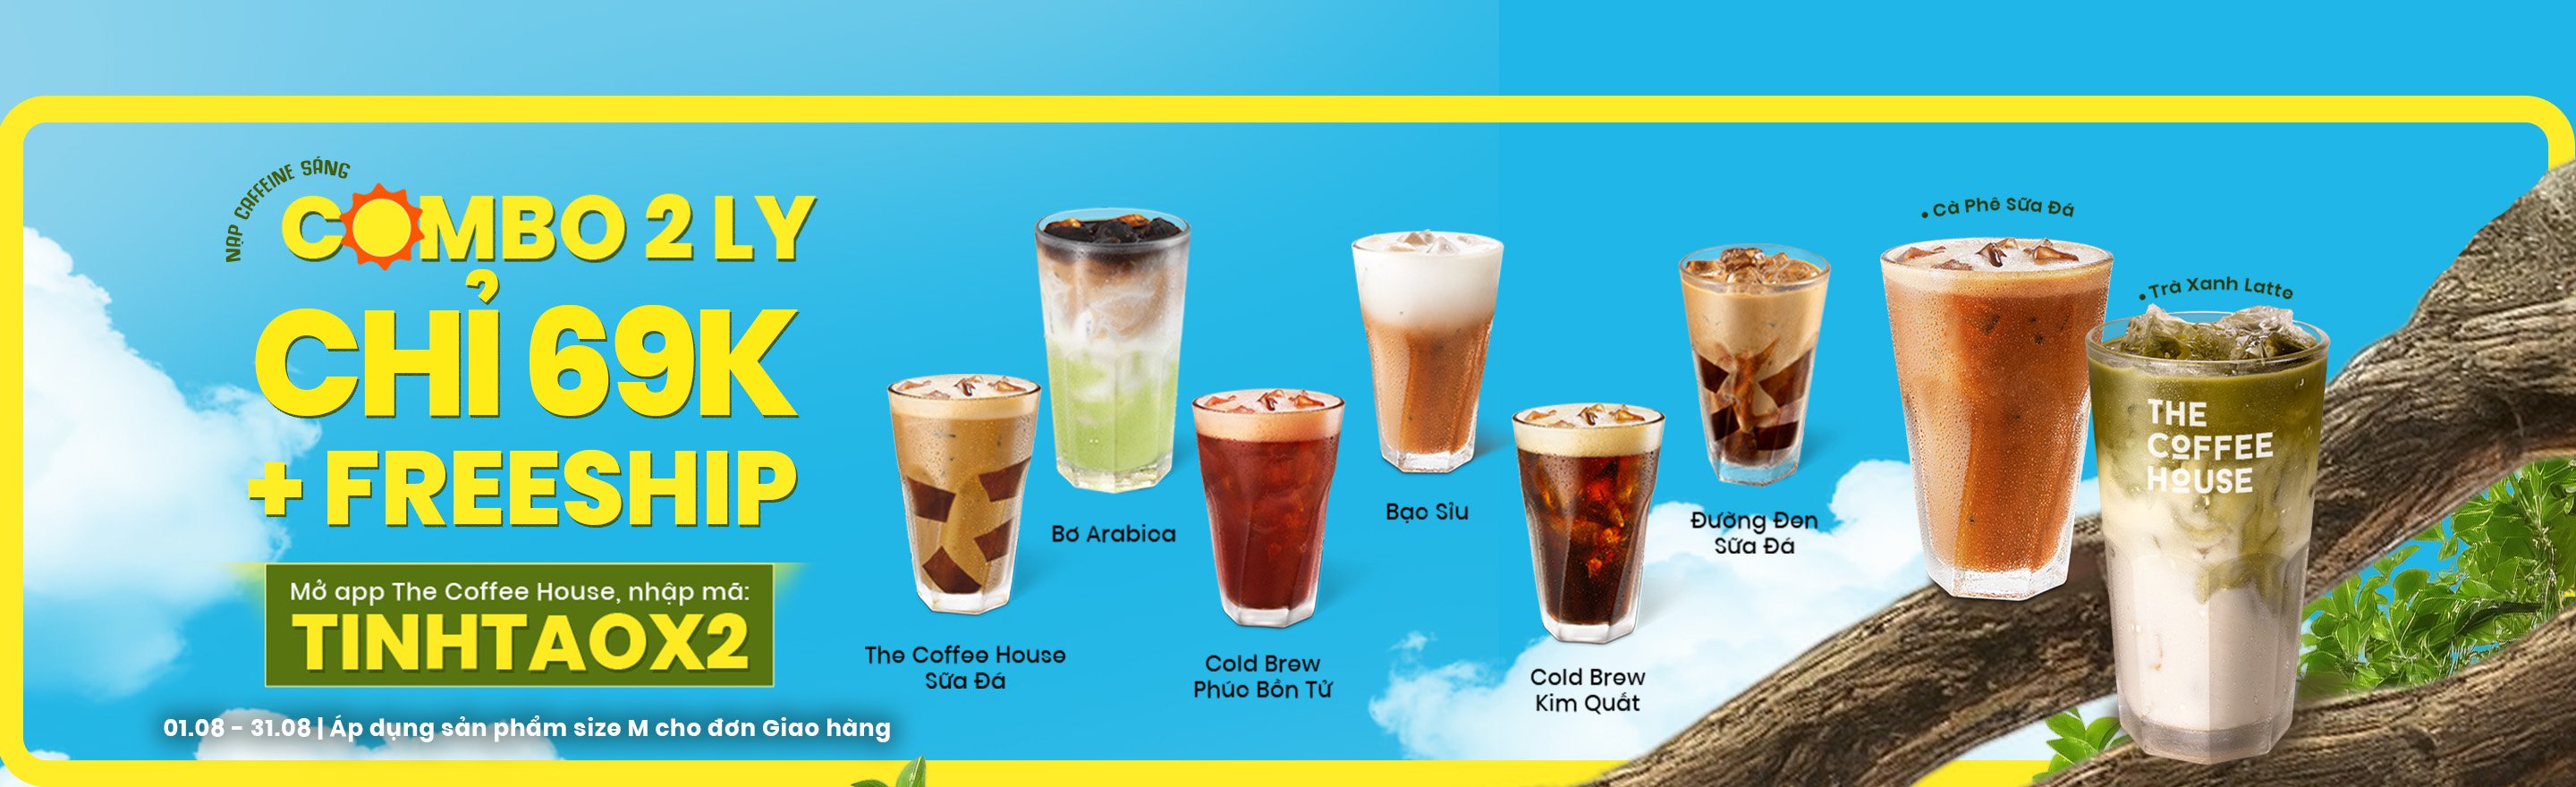 NẠP CAFFEINE SÁNG
COMBO 2 LY
CHỈ 69K
+ FREESHIP
Mở app The Coffee House, nhập mã:
TINHTAOX2
01.08 - 31.08 | Áp dụng sản phẩm size M cho đơn Giao hàng
The Coffee House
Sữa Đá
Bơ Arabica
Cold Brew
Phúc Bồn Tử
Bạc Sỉu
Cold Brew
Kim Quất
Đường Đen
Sữa Đá
• Cà Phê Sữa Đá
• Trà Xanh Latte
THE
COFFEE
HOUSE